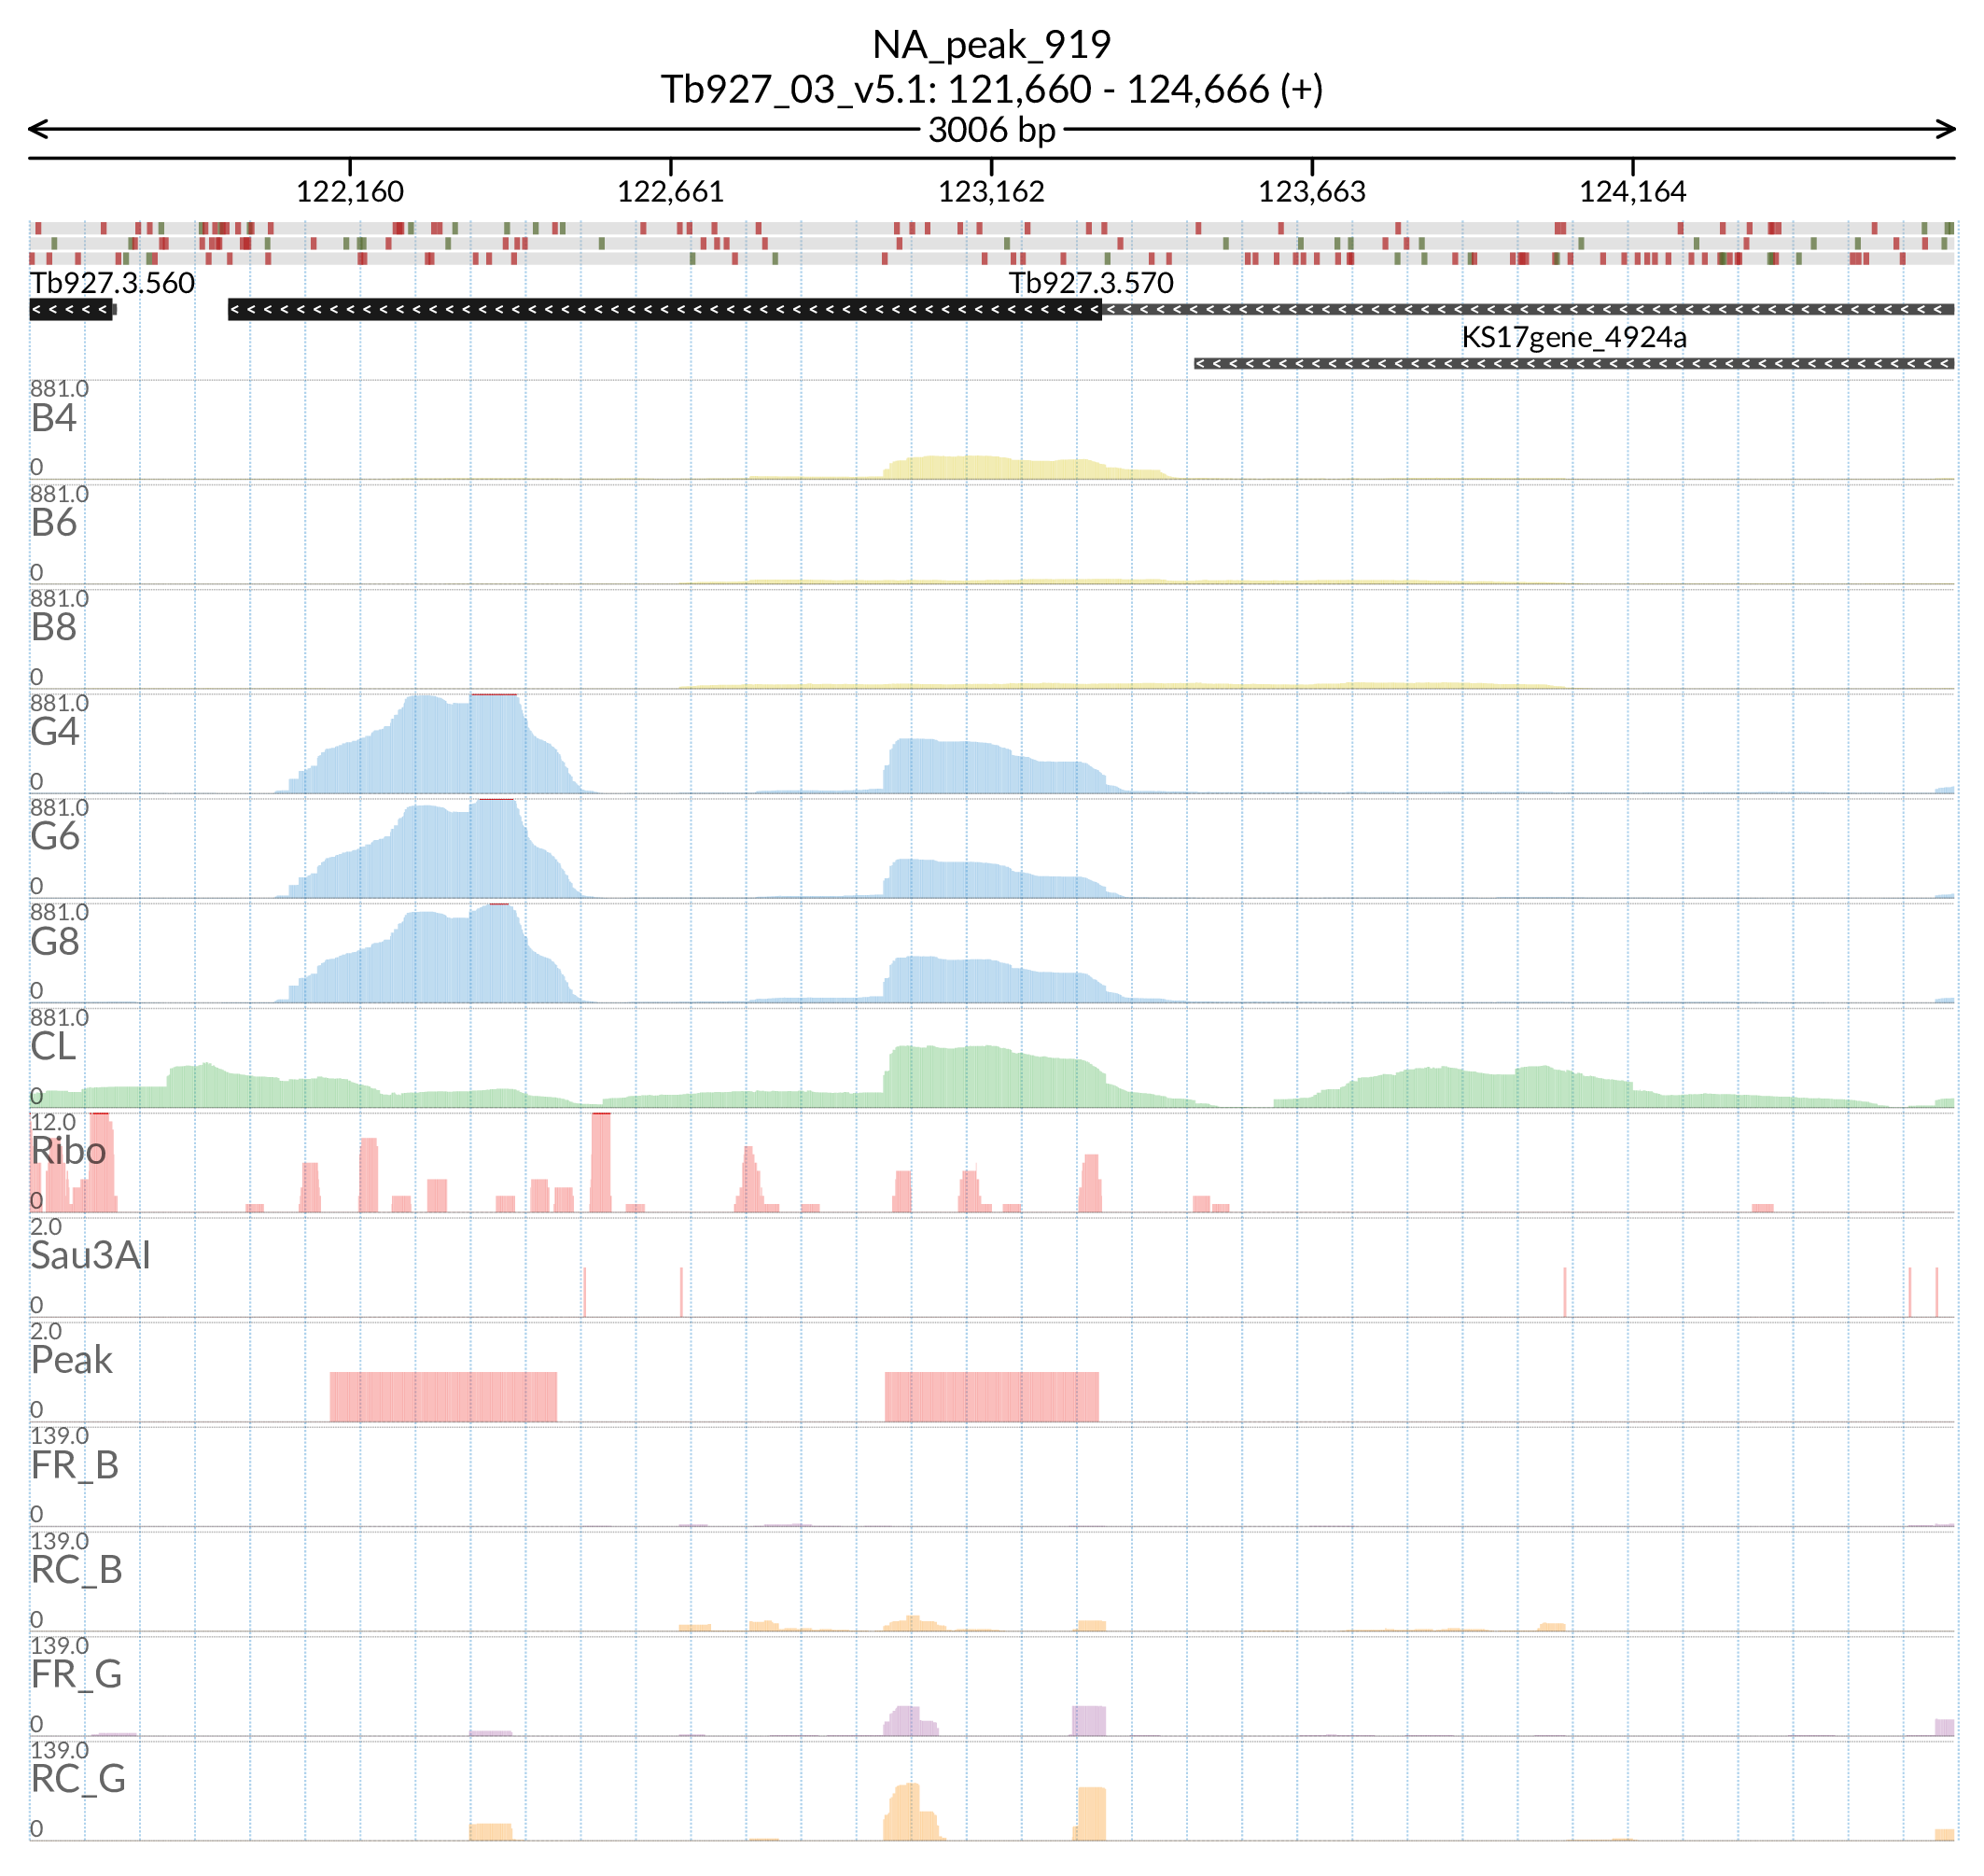 NA_peak_919
Tb927_03_v5.1: 121,660 - 124,666 (+)
3006 bp
122,160 122,661 123,162 123,663 124,164
Tb927.3.560 Tb927.3.570
KS17gene_4924a
881.0
B4
0
881.0
B6
0
881.0
B8
0
881.0
G4
0
881.0
G6
0
881.0
G8
0
881.0
CL
0
12.0
Ribo
0
2.0
Sau3AI
0
2.0
Peak
0
139.0
FR_B
0
139.0
RC_B
0
139.0
FR_G
0
139.0
RC_G
0